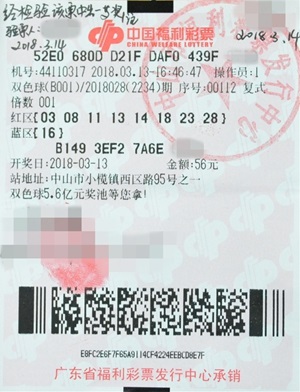 经检验该票中出一等奖
验票人:
2018.3.14
2018.3.14
中国福利彩票
CHINA WELFARE LOTTERY
52E0 680D D21F DAF0 439F
机号:44110317 2018.03.13-16:46:47 操作员:1
双色球(B001)/2018028(2234)期 序号:00112 复式
倍数 001
红区[03 08 11 13 14 18 23 28]
蓝区[16]
B149 3EF2 7A6E
开奖日:2018-03-13 金额:56元
站地址:中山市小榄镇西区路95号之一
双色球5.6亿元奖池等您拿!
E8FC2E6F7F65A9114CF4224EEBCD8E7F
广东省福利彩票发行中心承销